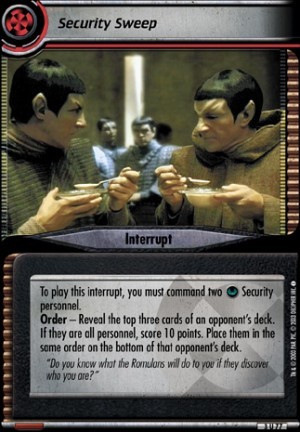 Security Sweep
Interrupt
To play this interrupt, you must command two Security
personnel.
Order – Reveal the top three cards of an opponent's deck.
If they are all personnel, score 10 points. Place them in the
same order on the bottom of that opponent's deck.
"Do you know what the Romulans will do to you if they discover
who you are?"
3 U 77